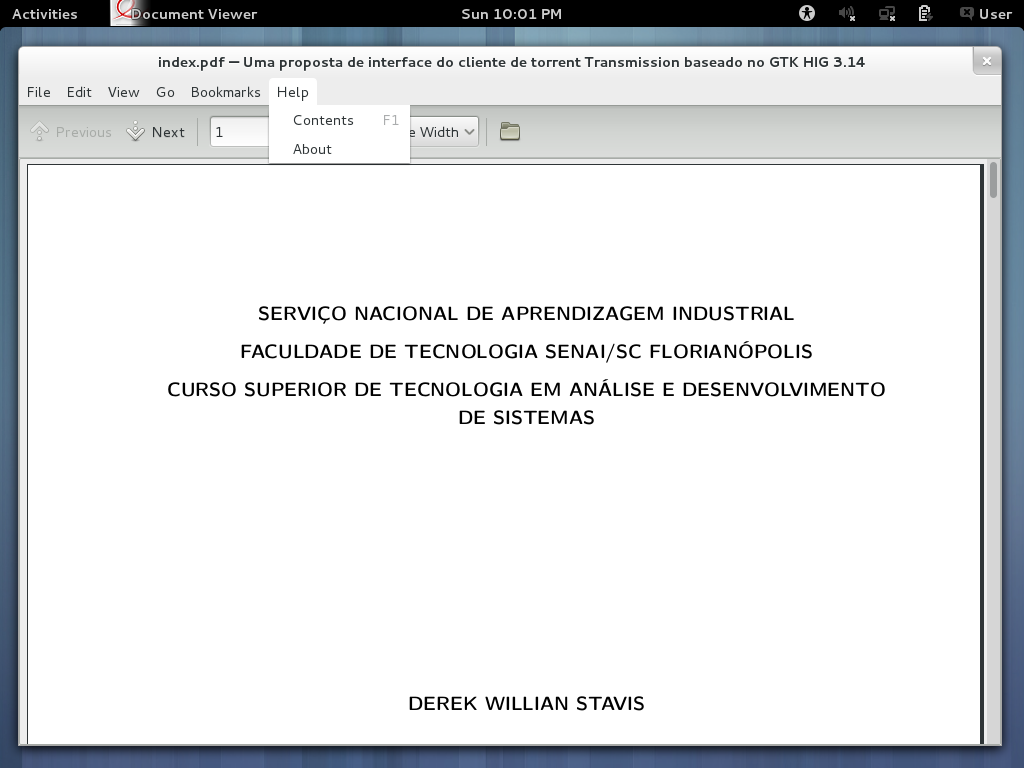 Activities Document Viewer Sun 10:01 PM User
index.pdf — Uma proposta de interface do cliente de torrent Transmission baseado no GTK HIG 3.14
File Edit View Go Bookmarks Help
Previous Next 1 e Width
Contents F1
About
SERVIÇO NACIONAL DE APRENDIZAGEM INDUSTRIAL
FACULDADE DE TECNOLOGIA SENAI/SC FLORIANÓPOLIS
CURSO SUPERIOR DE TECNOLOGIA EM ANÁLISE E DESENVOLVIMENTO
DE SISTEMAS
DEREK WILLIAN STAVIS